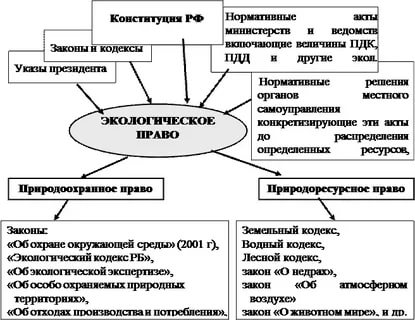 Конституция РФ
Законы и кодексы
Указы президента
Нормативные акты
министерств и ведомств
включающие величины ПДК,
ПДД и другие экол.
Нормативные решения
органов местного
самоуправления
конкретизирующие эти акты
до распределения
определенных ресурсов,
ЭКОЛОГИЧЕСКОЕ
ПРАВО
Природоохранное право
Природоресурсное право
Законы:
«Об охране окружающей среды» (2001 г),
«Экологический кодекс РБ»,
«Об экологической экспертизе»,
«Об особо охраняемых природных
территориях»,
«Об отходах производства и потребления»,
Земельный кодекс,
Водный кодекс,
Лесной кодекс,
закон «О недрах»,
закон «Об атмосферном
воздухе»
закон «О животном мире», и др.